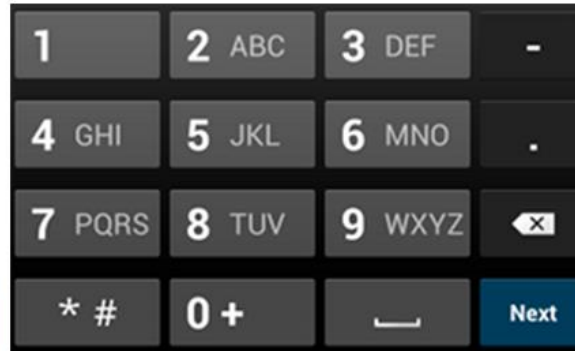 1 2 ABC 3 DEF -
4 GHI 5 JKL 6 MNO .
7 PQRS 8 TUV 9 WXYZ
* # 0 + Next